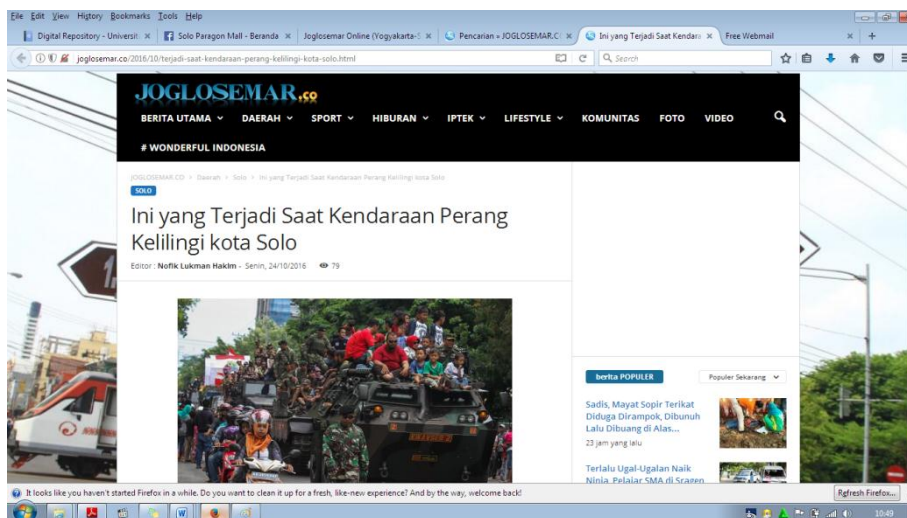 File Edit View History Bookmarks Tools Help
Digital Repository - Universit
Solo Paragon Mall - Beranda
Joglosemar Online (Yogyakarta-S
Pencarian » JOGLOSEMAR.C
Ini yang Terjadi Saat Kendara
Free Webmail
joglosemar.co/2016/10/terjadi-saat-kendaraan-perang-kelilingi-kota-solo.html
Search
JOGLOSEMAR.co
BERITA UTAMA DAERAH SPORT HIBURAN IPTEK LIFESTYLE KOMUNITAS FOTO VIDEO
# WONDERFUL INDONESIA
JOGLOSEMAR.CO > Daerah > Solo > Ini yang Terjadi Saat Kendaraan Perang Kelilingi kota Solo
SOLO
Ini yang Terjadi Saat Kendaraan Perang
Kelilingi kota Solo
Editor : Nofik Lukman Hakim - Senin, 24/10/2016 79
berita POPULER
Populer Sekarang
Sadis, Mayat Sopir Terikat
Diduga Dirampok, Dibunuh
Lalu Dibuang di Alas...
23 jam yang lalu
Terlalu Ugal-Ugalan Naik
Ninja, Pelajar SMA di Sragen
It looks like you haven't started Firefox in a while. Do you want to clean it up for a fresh, like-new experience? And by the way, welcome back!
Refresh Firefox...
10:49